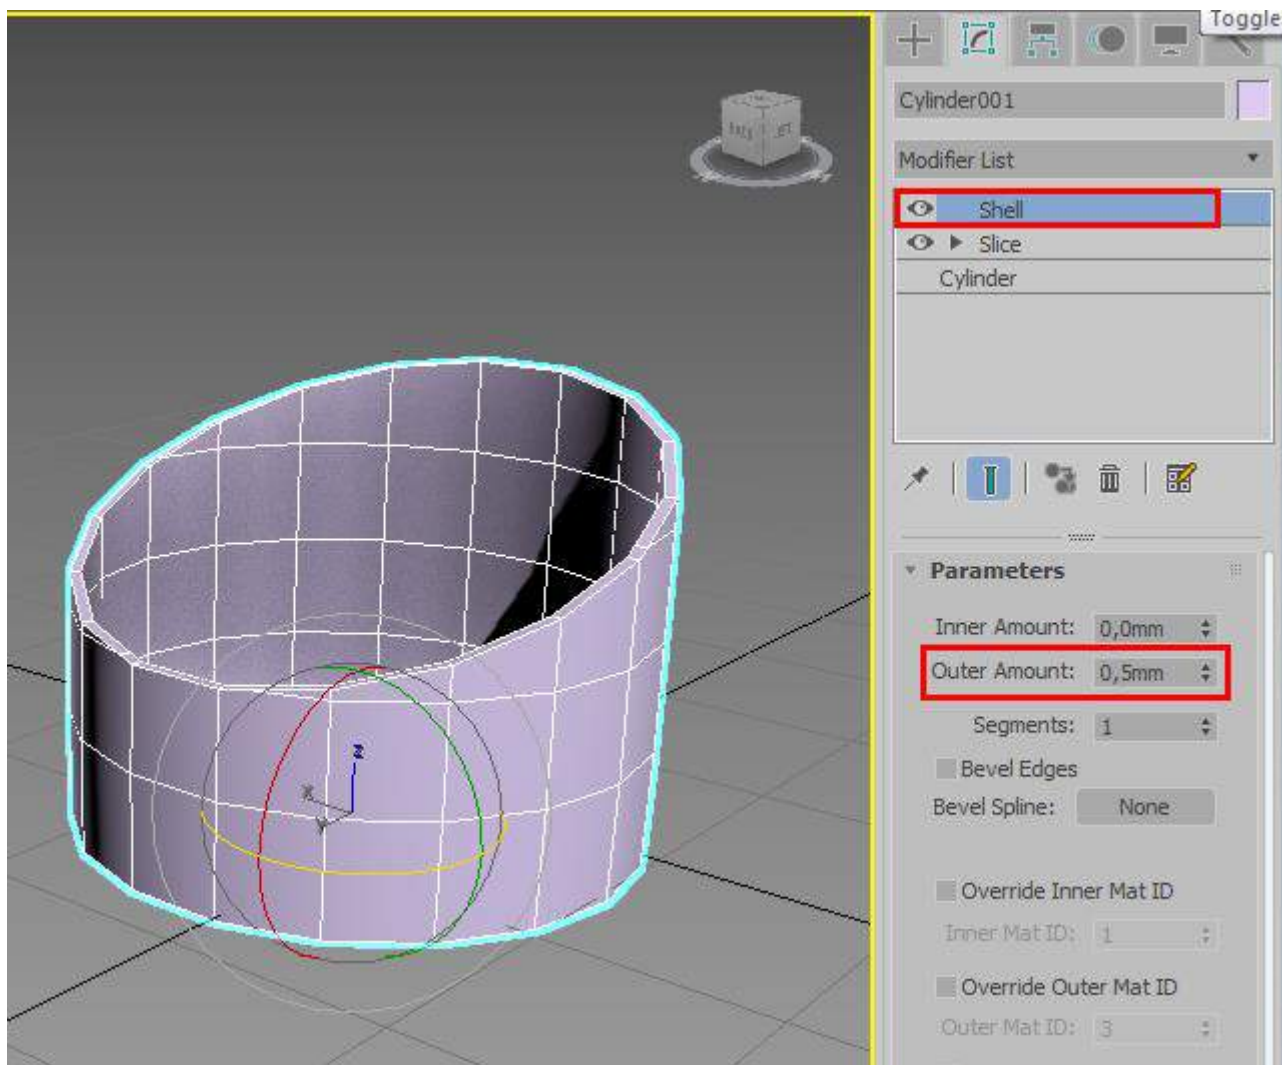 Toggle
Cylinder001
Modifier List
Shell
Slice
Cylinder
Parameters
Inner Amount: 0,0mm
Outer Amount: 0,5mm
Segments: 1
Bevel Edges
Bevel Spline: None
Override Inner Mat ID
Inner Mat ID: 1
Override Outer Mat ID
Outer Mat ID: 3
z
x
y